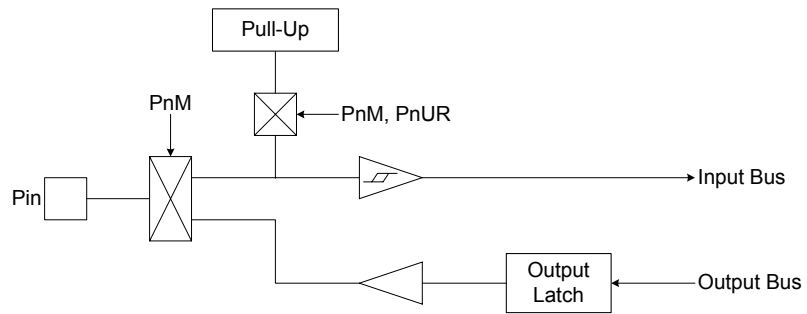 Pull-Up
PnM
PnM, PnUR
Pin
Input Bus
Output
Latch
Output Bus